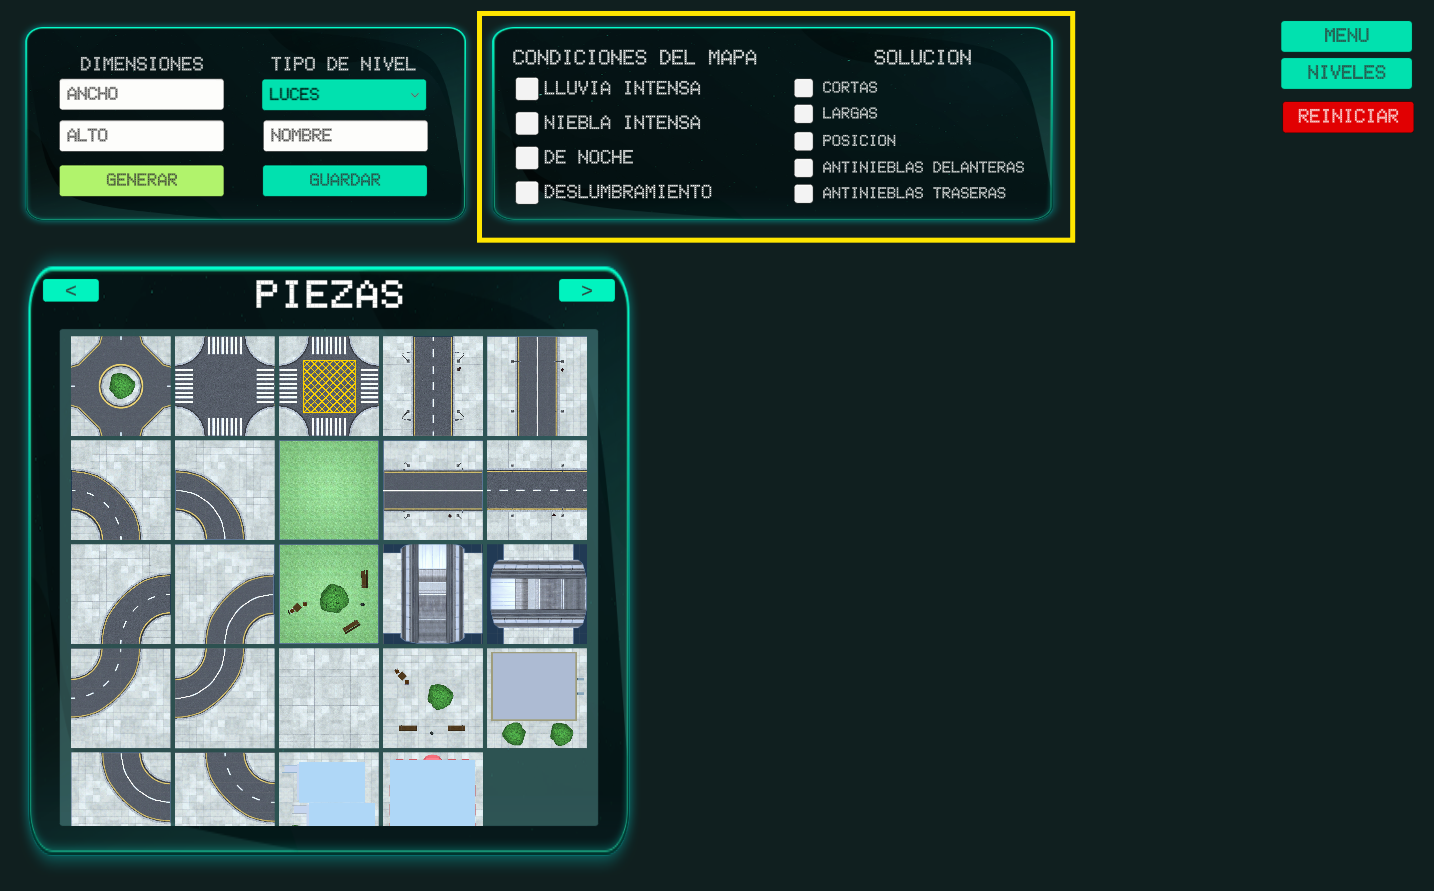 DIMENSIONES
ANCHO
ALTO
GENERAR
TIPO DE NIVEL
LUCES
NOMBRE
GUARDAR
CONDICIONES DEL MAPA
LLUVIA INTENSA
NIEBLA INTENSA
DE NOCHE
DESLUMBRAMIENTO
SOLUCION
CORTAS
LARGAS
POSICION
ANTINIEBLAS DELANTERAS
ANTINIEBLAS TRASERAS
MENU
NIVELES
REINICIAR
<
PIEZAS
>